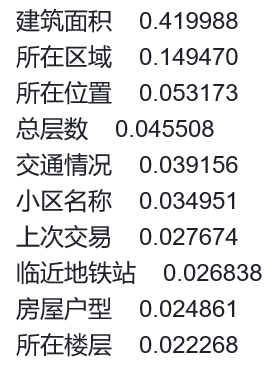 建筑面积 0.419988
所在区域 0.149470
所在位置 0.053173
总层数 0.045508
交通情况 0.039156
小区名称 0.034951
上次交易 0.027674
临近地铁站 0.026838
房屋户型 0.024861
所在楼层 0.022268